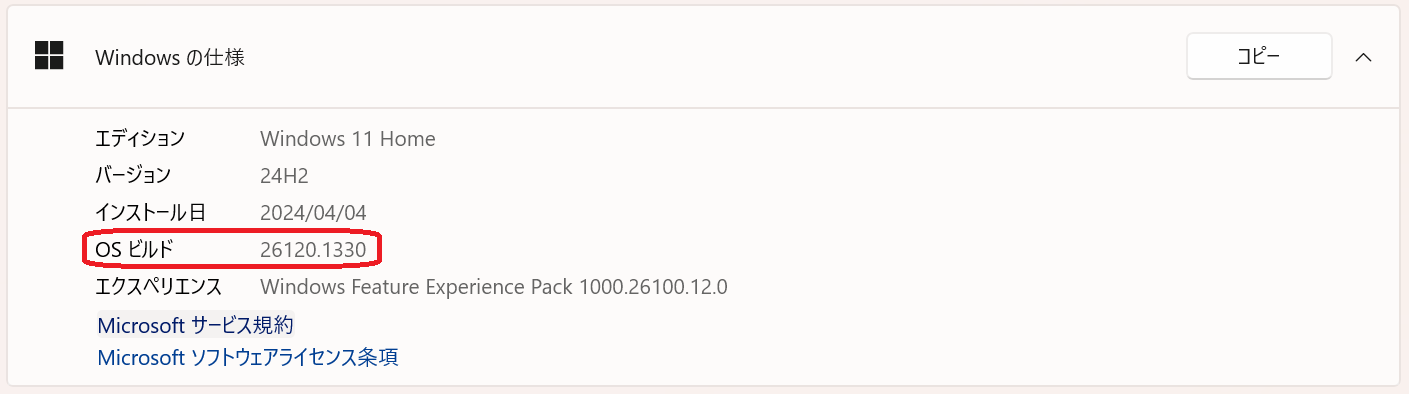 Windows の仕様
コピー
エディション Windows 11 Home
バージョン 24H2
インストール日 2024/04/04
OS ビルド 26120.1330
エクスペリエンス Windows Feature Experience Pack 1000.26100.12.0
Microsoft サービス規約
Microsoft ソフトウェアライセンス条項